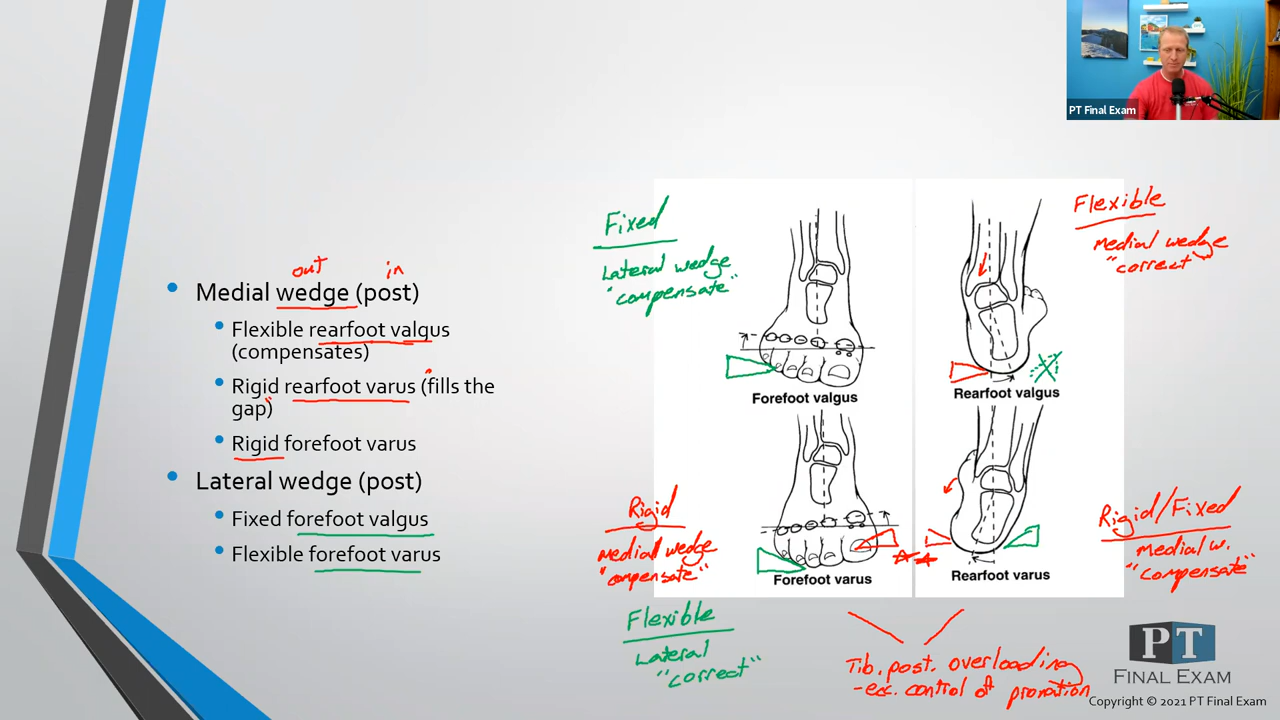 PT Final Exam
out in
Medial wedge (post)
Flexible rearfoot valgus
(compensates)
Rigid rearfoot varus (fills the
gap)
Rigid forefoot varus
Lateral wedge (post)
Fixed forefoot valgus
Flexible forefoot varus
Fixed
Lateral wedge
"compensate"
Forefoot valgus
Flexible
Medial wedge
"correct"
Rearfoot valgus
Rigid
Medial wedge
"compensate"
Forefoot varus
Flexible
Lateral
"correct"
Rigid/Fixed
Medial w.
"compensate"
Rearfoot varus
Tib. post. overloading
- ecc. control of pronation
PT
FINAL EXAM
Copyright © 2021 PT Final Exam